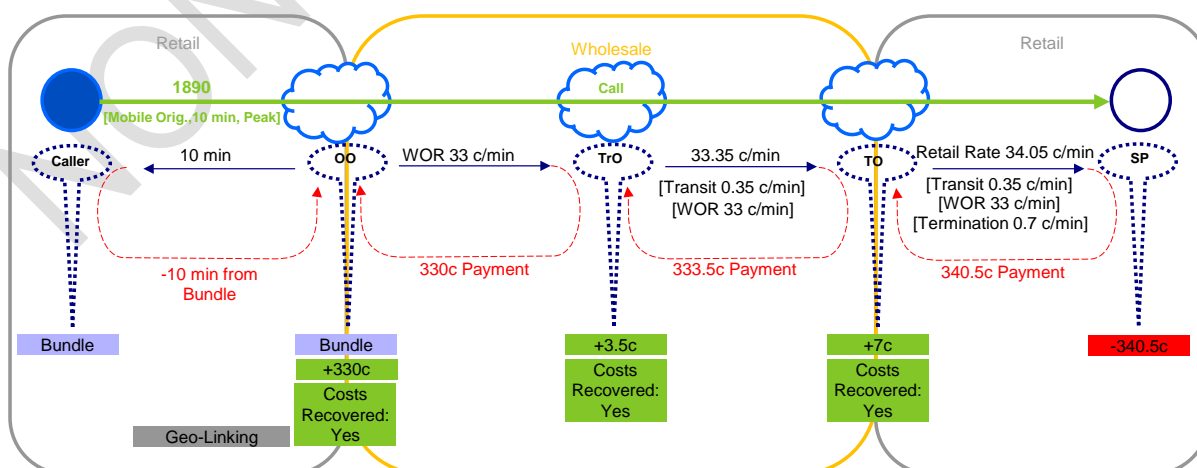 Retail
Wholesale
Retail
1890
Call
[Mobile Orig.,10 min, Peak]
Caller
10 min
OO
WOR 33 c/min
TrO
33.35 c/min
TO
Retail Rate 34.05 c/min
SP
[Transit 0.35 c/min]
[WOR 33 c/min]
[Transit 0.35 c/min]
[WOR 33 c/min]
[Termination 0.7 c/min]
-10 min from
Bundle
330c Payment
333.5c Payment
340.5c Payment
Bundle
Bundle
+3.5c
+7c
-340.5c
+330c
Costs
Recovered:
Yes
Costs
Recovered:
Yes
Costs
Recovered:
Yes
Geo-Linking